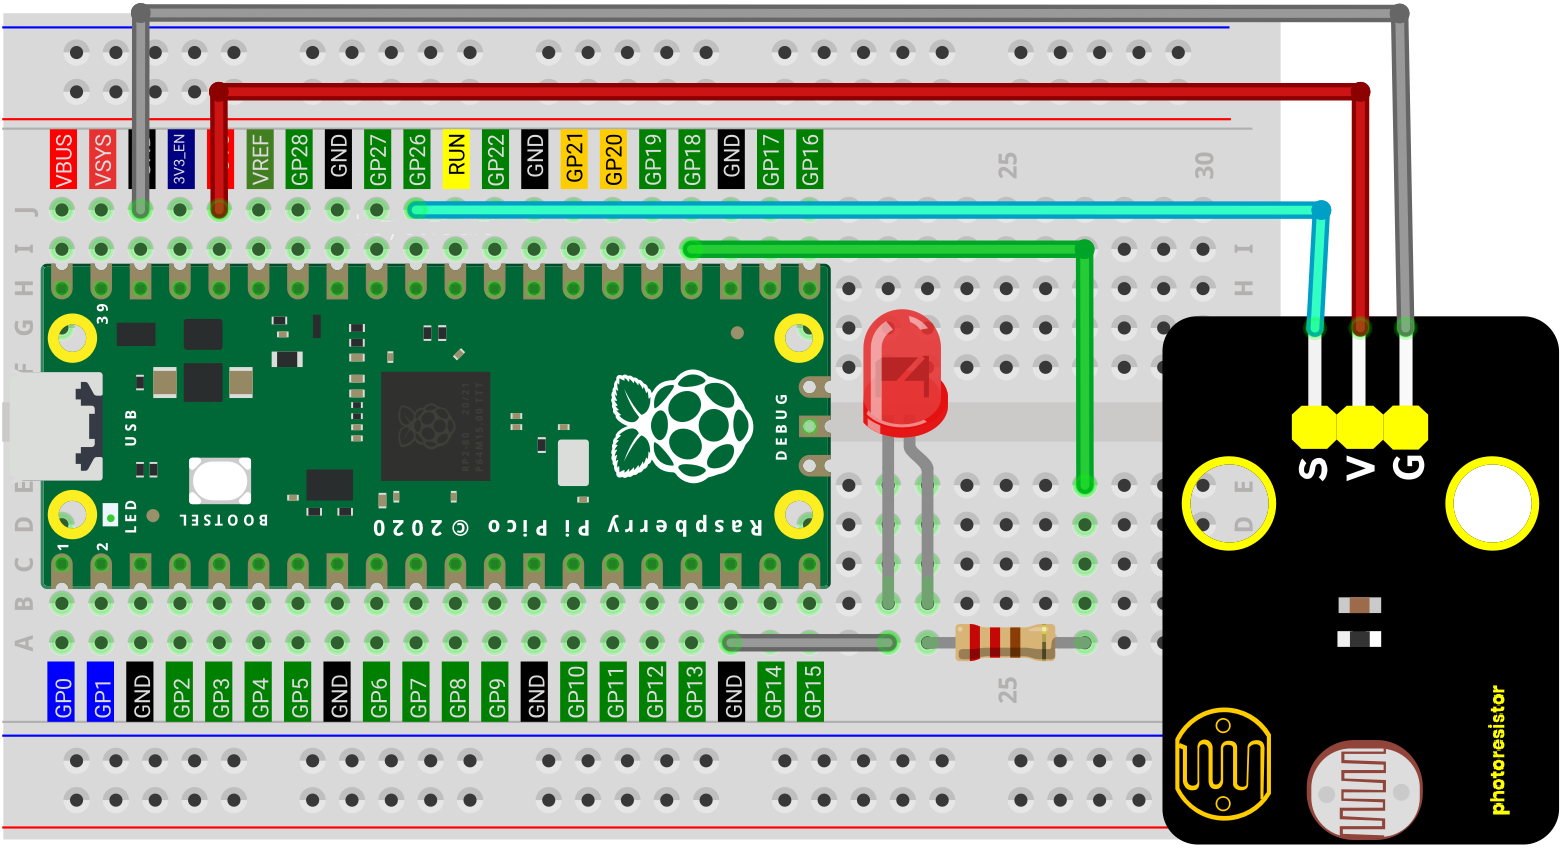 VBUS
VSYS
3V3_EN
VREF
GP28
GND
GP27
GP26
RUN
GP22
GND
GP21
GP20
GP19
GP18
GND
GP17
GP16
25
30
J
I
H
G
F
E
D
C
B
A
I
H
E
D
39
USB
DEBUG
BOOTSEL
LED
Raspberry Pi Pico © 2020
1
2
S
V
G
GP0
GP1
GND
GP2
GP3
GP4
GP5
GND
GP6
GP7
GP8
GP9
GND
GP10
GP11
GP12
GP13
GND
GP14
GP15
25
photoresistor